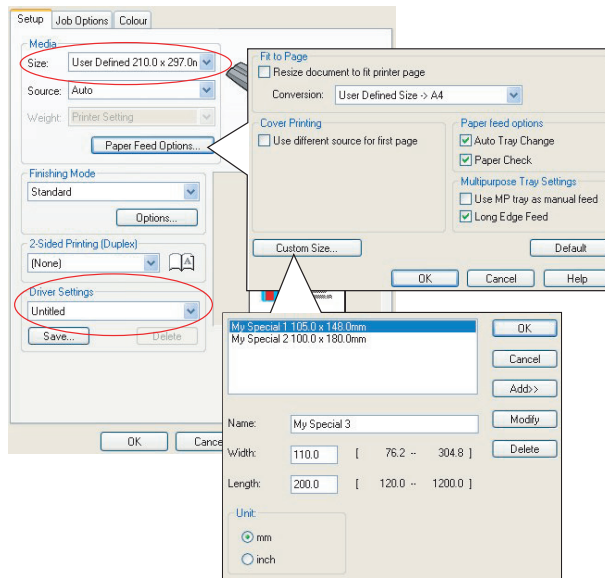 Setup Job Options Colour
Media
Size: User Defined 210.0 x 297.0n
Source: Auto
Weight: Printer Setting
Paper Feed Options...
Finishing Mode
Standard
Options...
2-Sided Printing (Duplex)
(None)
Driver Settings
Untitled
Save... Delete
OK Cance
Fit to Page
Resize document to fit printer page
Conversion: User Defined Size -> A4
Cover Printing
Use different source for first page
Paper feed options
Auto Tray Change
Paper Check
Multipurpose Tray Settings
Use MP tray as manual feed
Long Edge Feed
Custom Size... Default
OK Cancel Help
My Special 1 105.0 x 148.0mm
My Special 2 100.0 x 180.0mm
OK
Cancel
Add>>
Modify
Delete
Name: My Special 3
Width: 110.0 [ 76.2 -- 304.8 ]
Length: 200.0 [ 120.0 -- 1200.0 ]
Unit:
mm
inch